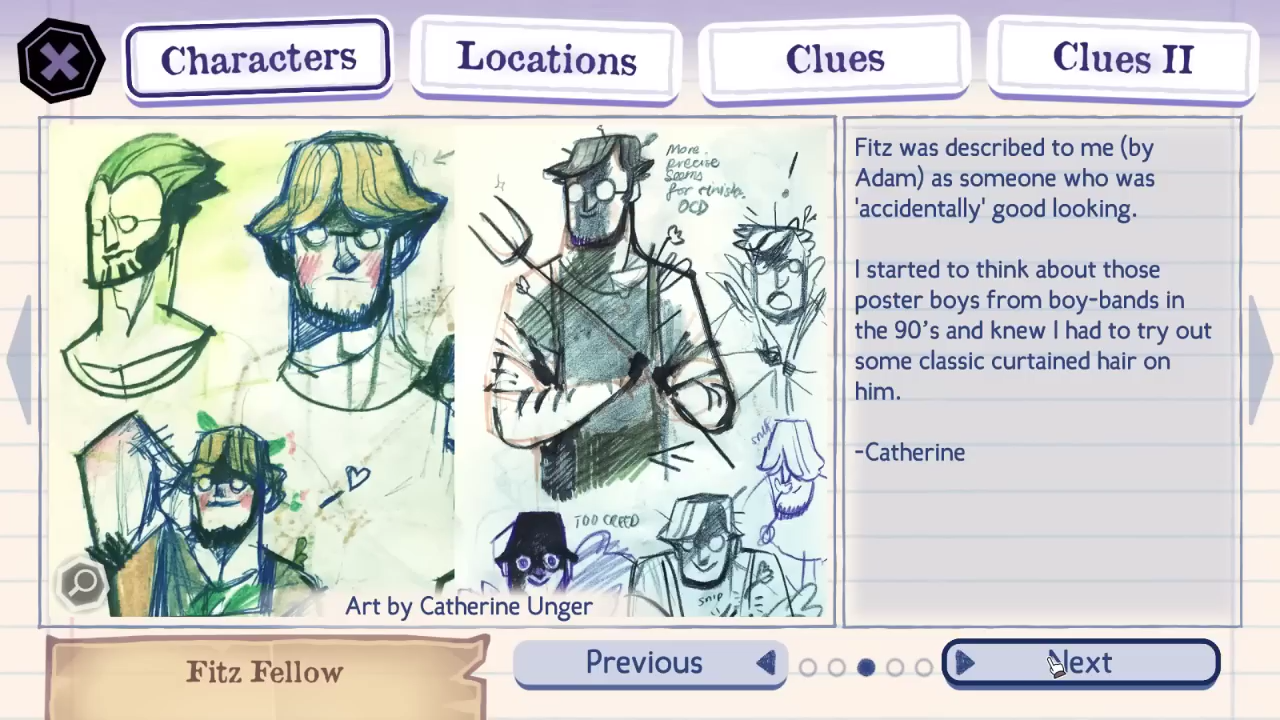 Characters
Locations
Clues
Clues II
More
precise
Seems
for finish.
OCD
TOO CREED
snip
Art by Catherine Unger
Fitz was described to me (by
Adam) as someone who was
'accidentally' good looking.
I started to think about those
poster boys from boy-bands in
the 90's and knew I had to try out
some classic curtained hair on
him.
-Catherine
Fitz Fellow
Previous
Next